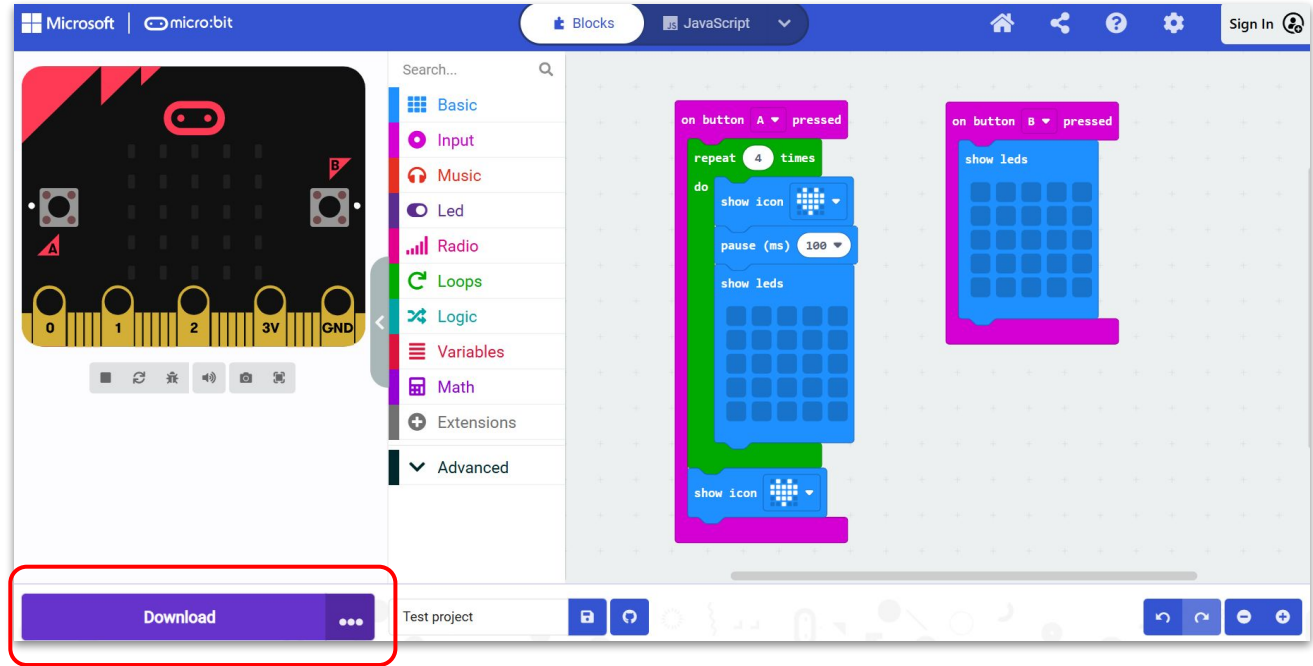 Microsoft
micro:bit
Blocks
JS JavaScript
Sign In
B
A
0 1 2 3V GND
Search...
Basic
Input
Music
Led
Radio
Loops
Logic
Variables
Math
Extensions
Advanced
on button A pressed
repeat 4 times
do
show icon
pause (ms) 100
show leds
show icon
on button B pressed
show leds
Download
Test project